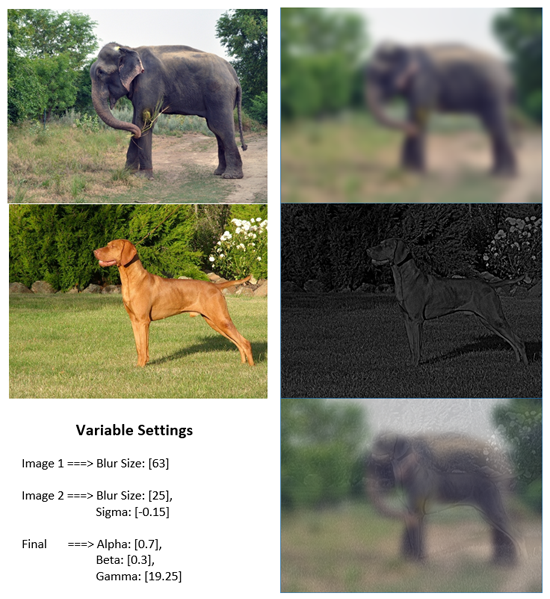 Variable Settings
Image 1 ===> Blur Size: [63]
Image 2 ===> Blur Size: [25],
Sigma: [-0.15]
Final ===> Alpha: [0.7],
Beta: [0.3],
Gamma: [19.25]